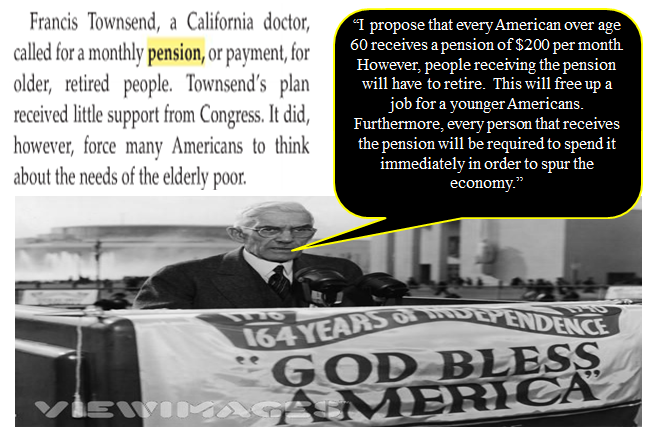 Francis Townsend, a California doctor,
called for a monthly pension, or payment, for
older, retired people. Townsend's plan
received little support from Congress. It did,
however, force many Americans to think
about the needs of the elderly poor.
“I propose that every American over age
60 receives a pension of $200 per month.
However, people receiving the pension
will have to retire. This will free up a
job for a younger Americans.
Furthermore, every person that receives
the pension will be required to spend it
immediately in order to spur the
economy.”
1776 1940
164 YEARS of INDEPENDENCE
“GOD BLESS
AMERICA”
VIEWIMAGES